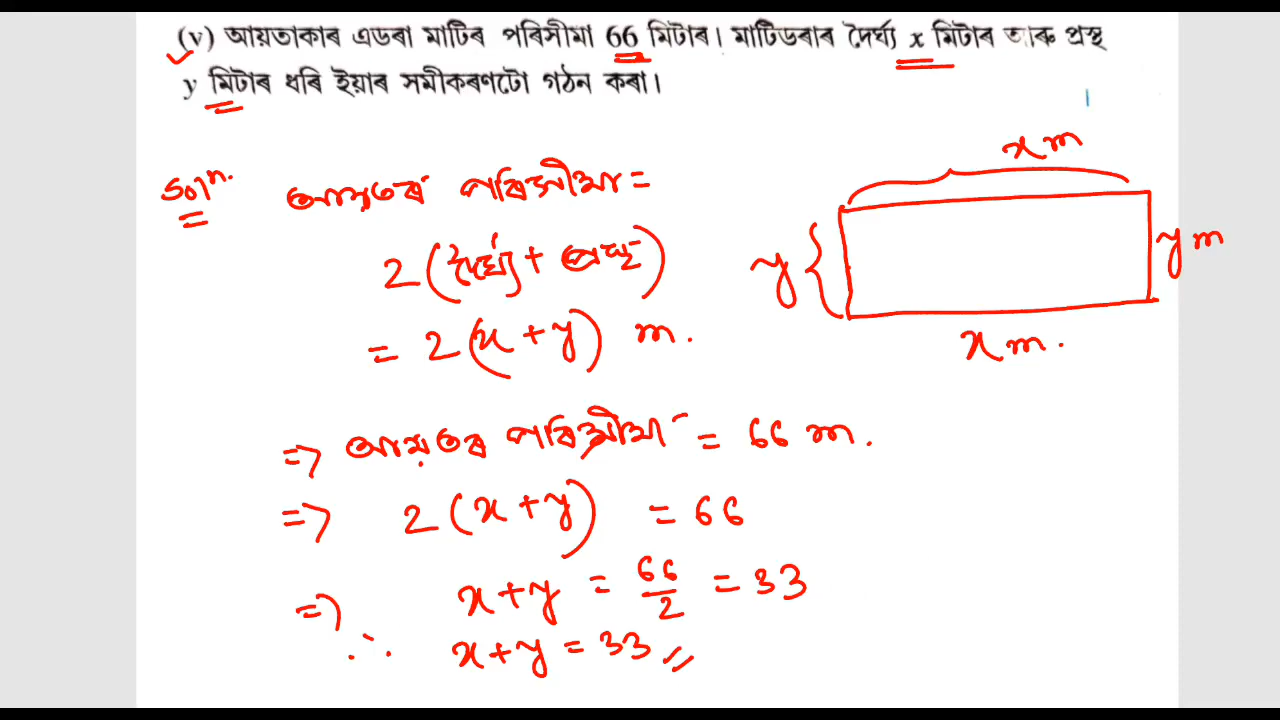 (v) আয়তাকাৰ এডৰা মাটিৰ পৰিসীমা 66 মিটাৰ। মাটিডৰাৰ দৈৰ্ঘ্য x মিটাৰ আৰু প্ৰস্থ
y মিটাৰ ধৰি ইয়াৰ সমীকৰণটো গঠন কৰা।
x m
Solⁿ. আয়তৰ পৰিসীমা =
2 (দৈৰ্ঘ্য + প্ৰস্থ)
y
y m
= 2 (x + y) m.
x m.
=> আয়তৰ পৰিসীমা = 66 m.
=> 2 (x + y) = 66
=> x + y = 66/2 = 33
∴ x + y = 33 //